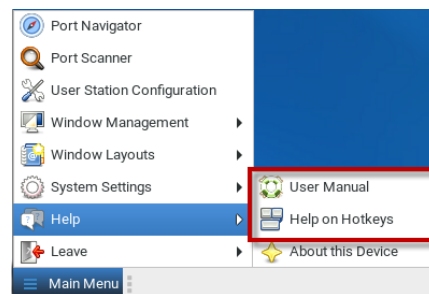 Port Navigator
Port Scanner
User Station Configuration
Window Management
Window Layouts
System Settings
Help
Leave
Main Menu
User Manual
Help on Hotkeys
About this Device